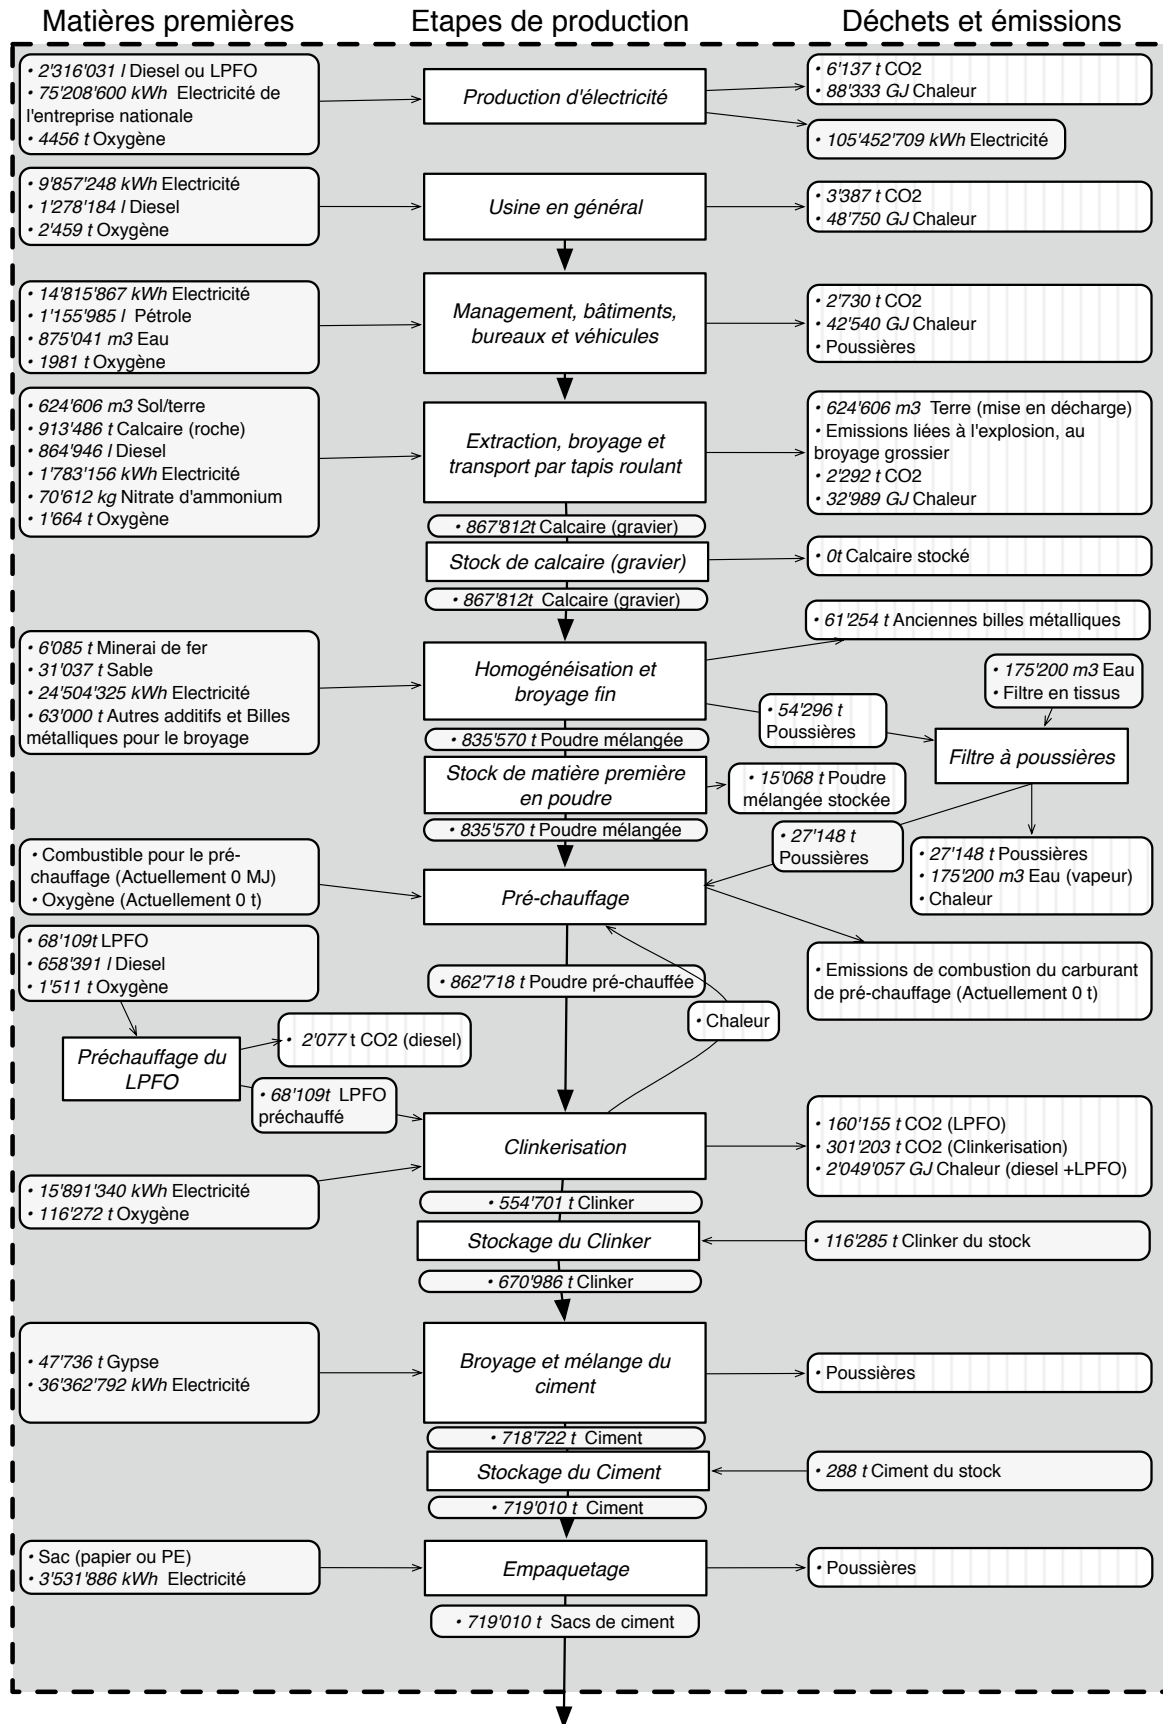 Matières premières
Etapes de production
Déchets et émissions
• 2'316'031 l Diesel ou LPFO
• 75'208'600 kWh Electricité de
l'entreprise nationale
• 4456 t Oxygène
Production d'électricité
• 6'137 t CO2
• 88'333 GJ Chaleur
• 105'452'709 kWh Electricité
• 9'857'248 kWh Electricité
• 1'278'184 l Diesel
• 2'459 t Oxygène
Usine en général
• 3'387 t CO2
• 48'750 GJ Chaleur
• 14'815'867 kWh Electricité
• 1'155'985 l Pétrole
• 875'041 m3 Eau
• 1981 t Oxygène
Management, bâtiments,
bureaux et véhicules
• 2'730 t CO2
• 42'540 GJ Chaleur
• Poussières
• 624'606 m3 Sol/terre
• 913'486 t Calcaire (roche)
• 864'946 l Diesel
• 1'783'156 kWh Electricité
• 70'612 kg Nitrate d'ammonium
• 1'664 t Oxygène
Extraction, broyage et
transport par tapis roulant
• 624'606 m3 Terre (mise en décharge)
• Emissions liées à l'explosion, au
broyage grossier
• 2'292 t CO2
• 32'989 GJ Chaleur
• 867'812t Calcaire (gravier)
Stock de calcaire (gravier)
• 0t Calcaire stocké
• 867'812t Calcaire (gravier)
• 61'254 t Anciennes billes métalliques
• 6'085 t Minerai de fer
• 31'037 t Sable
• 24'504'325 kWh Electricité
• 63'000 t Autres additifs et Billes
métalliques pour le broyage
Homogénéisation et
broyage fin
• 175'200 m3 Eau
• Filtre en tissus
• 54'296 t
Poussières
• 835'570 t Poudre mélangée
Filtre à poussières
Stock de matière première
en poudre
• 15'068 t Poudre
mélangée stockée
• 835'570 t Poudre mélangée
• 27'148 t
Poussières
• 27'148 t Poussières
• 175'200 m3 Eau (vapeur)
• Chaleur
• Combustible pour le pré-
chauffage (Actuellement 0 MJ)
• Oxygène (Actuellement 0 t)
Pré-chauffage
• 68'109t LPFO
• 658'391 l Diesel
• 1'511 t Oxygène
• 862'718 t Poudre pré-chauffée
• Emissions de combustion du carburant
de pré-chauffage (Actuellement 0 t)
• Chaleur
Préchauffage du
LPFO
• 2'077 t CO2 (diesel)
• 68'109t LPFO
préchauffé
Clinkerisation
• 160'155 t CO2 (LPFO)
• 301'203 t CO2 (Clinkerisation)
• 2'049'057 GJ Chaleur (diesel +LPFO)
• 15'891'340 kWh Electricité
• 116'272 t Oxygène
• 554'701 t Clinker
Stockage du Clinker
• 116'285 t Clinker du stock
• 670'986 t Clinker
• 47'736 t Gypse
• 36'362'792 kWh Electricité
Broyage et mélange du
ciment
• Poussières
• 718'722 t Ciment
Stockage du Ciment
• 288 t Ciment du stock
• 719'010 t Ciment
• Sac (papier ou PE)
• 3'531'886 kWh Electricité
Empaquetage
• Poussières
• 719'010 t Sacs de ciment